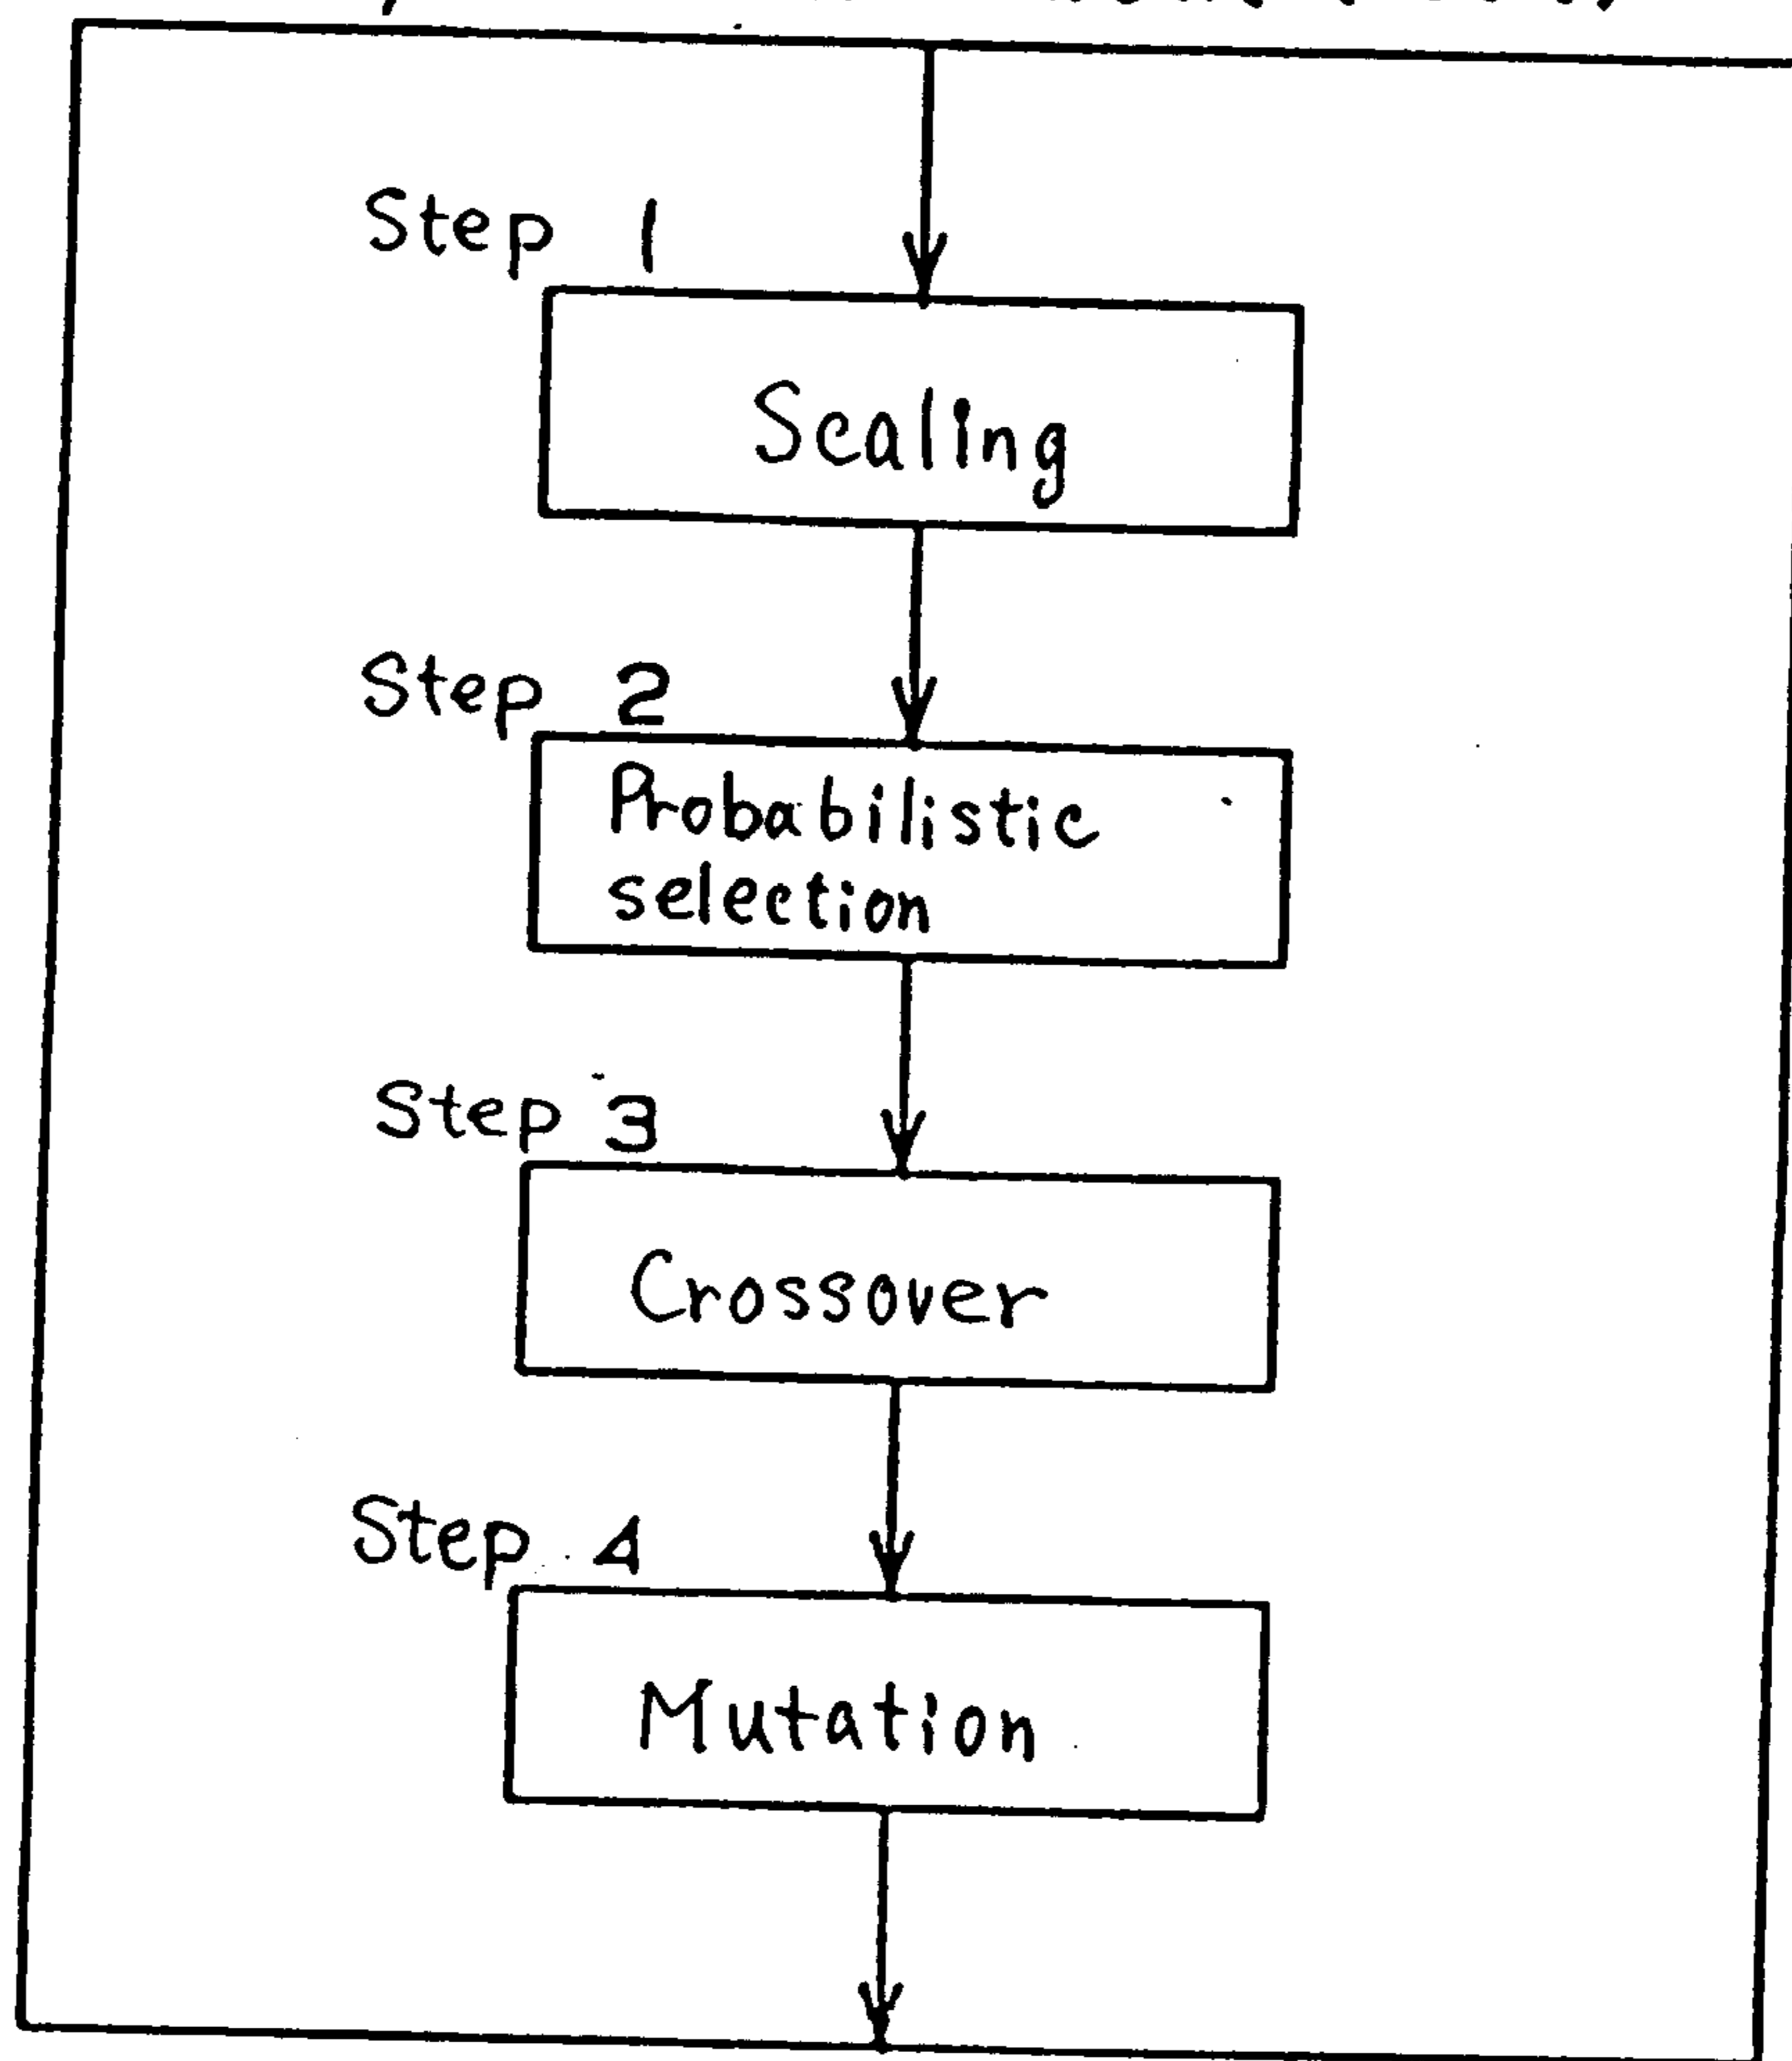 Step 1
Scaling
Step 2
Probabilistic
selection
Step 3
Crossover
Step 4
Mutation